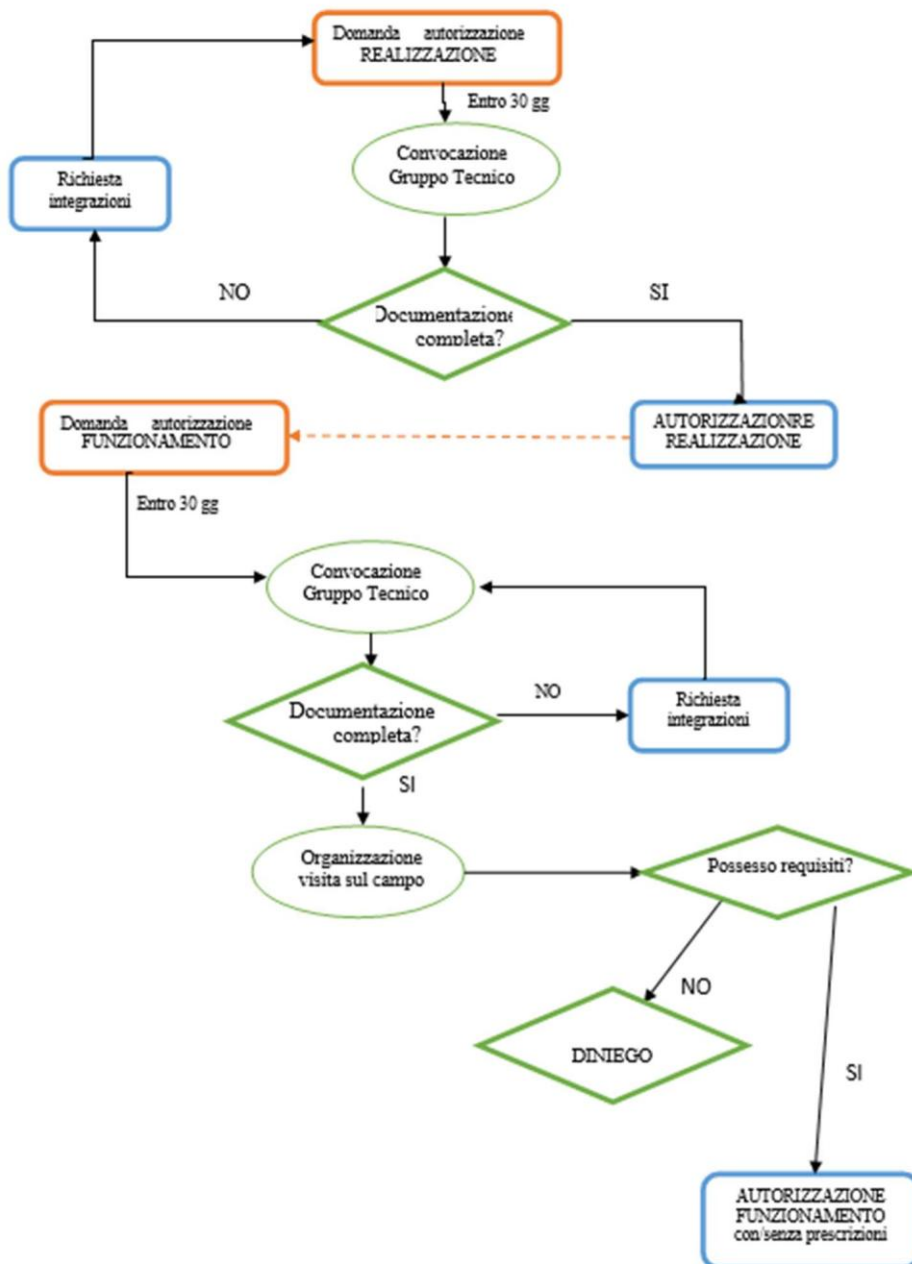 Domanda autorizzazione
REALIZZAZIONE
Entro 30 gg
Convocazione
Gruppo Tecnico
Richiesta
integrazioni
NO
SI
Documentazione
completa?
Domanda autorizzazione
FUNZIONAMENTO
AUTORIZZAZIONRE
REALIZZAZIONE
Entro 30 gg
Convocazione
Gruppo Tecnico
Documentazione
completa?
NO
Richiesta
integrazioni
SI
Organizzazione
visita sul campo
Possesso requisiti?
NO
DINIEGO
SI
AUTORIZZAZIONE
FUNZIONAMENTO
con/senza prescrizioni